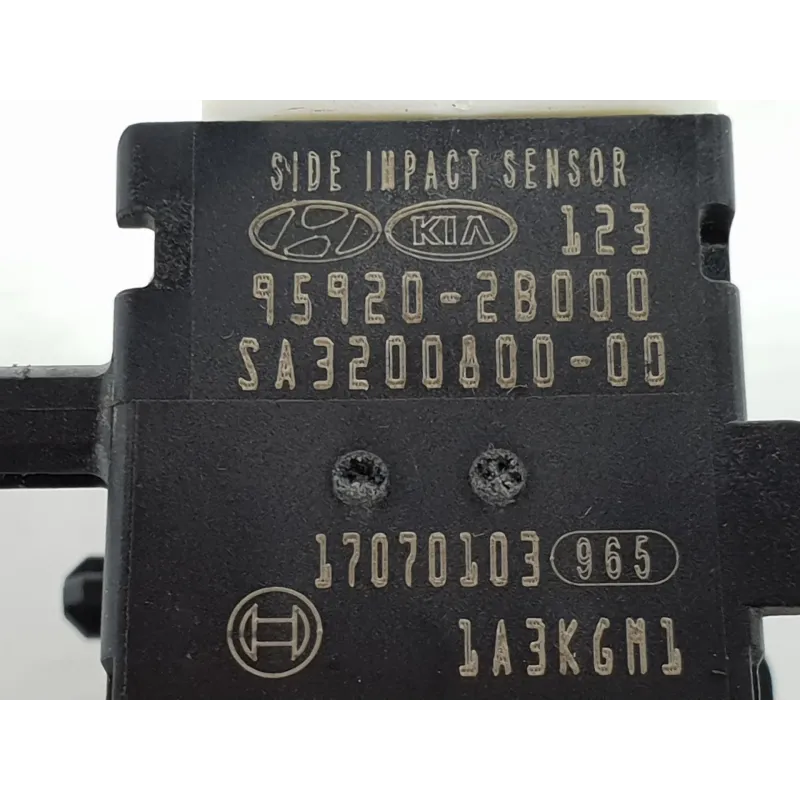 SIDE IMPACT SENSOR
KIA 123
95920-2B000
SA3200800-00
17070103 965
1A3KGM1